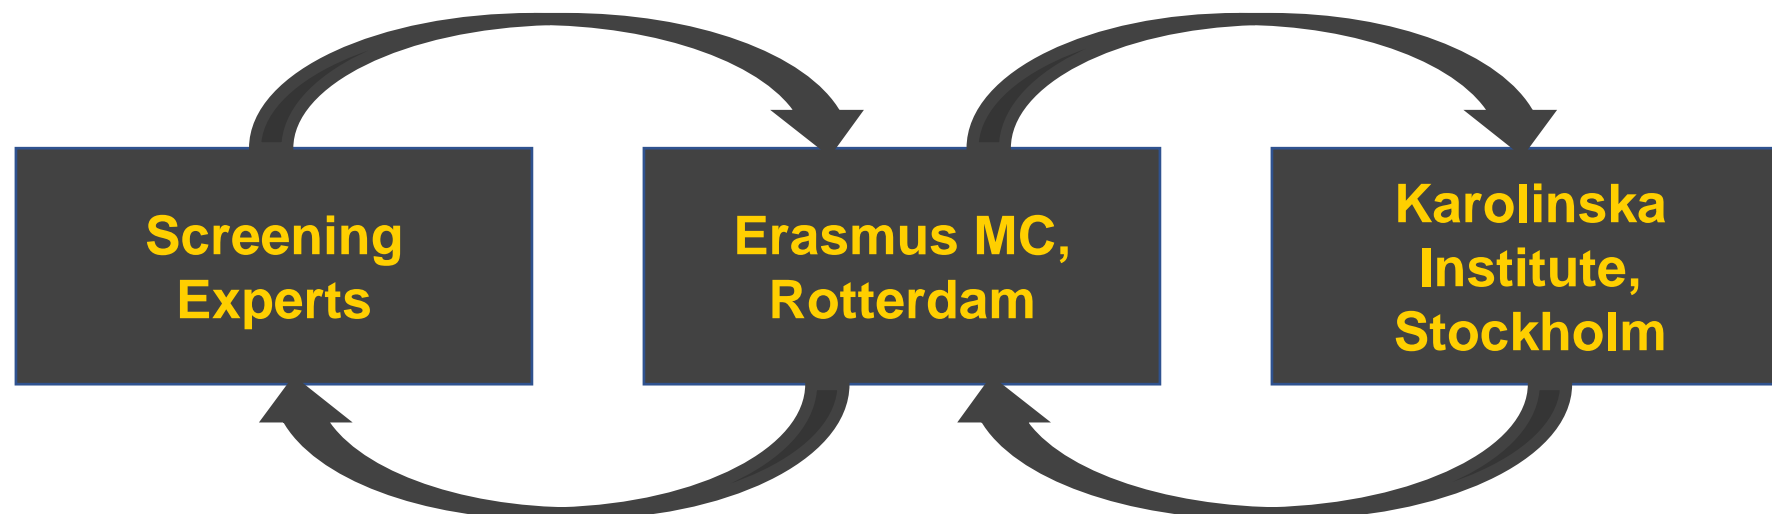 Screening
Experts
Erasmus MC,
Rotterdam
Karolinska
Institute,
Stockholm